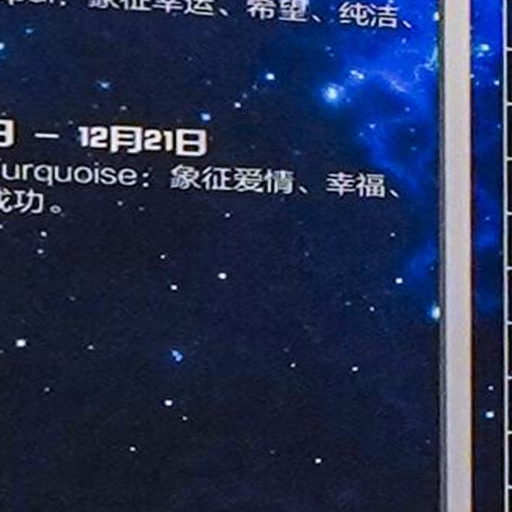 象征幸运、希望、纯洁、
日 – 12月21日
urquoise：象征爱情、幸福、
成功。